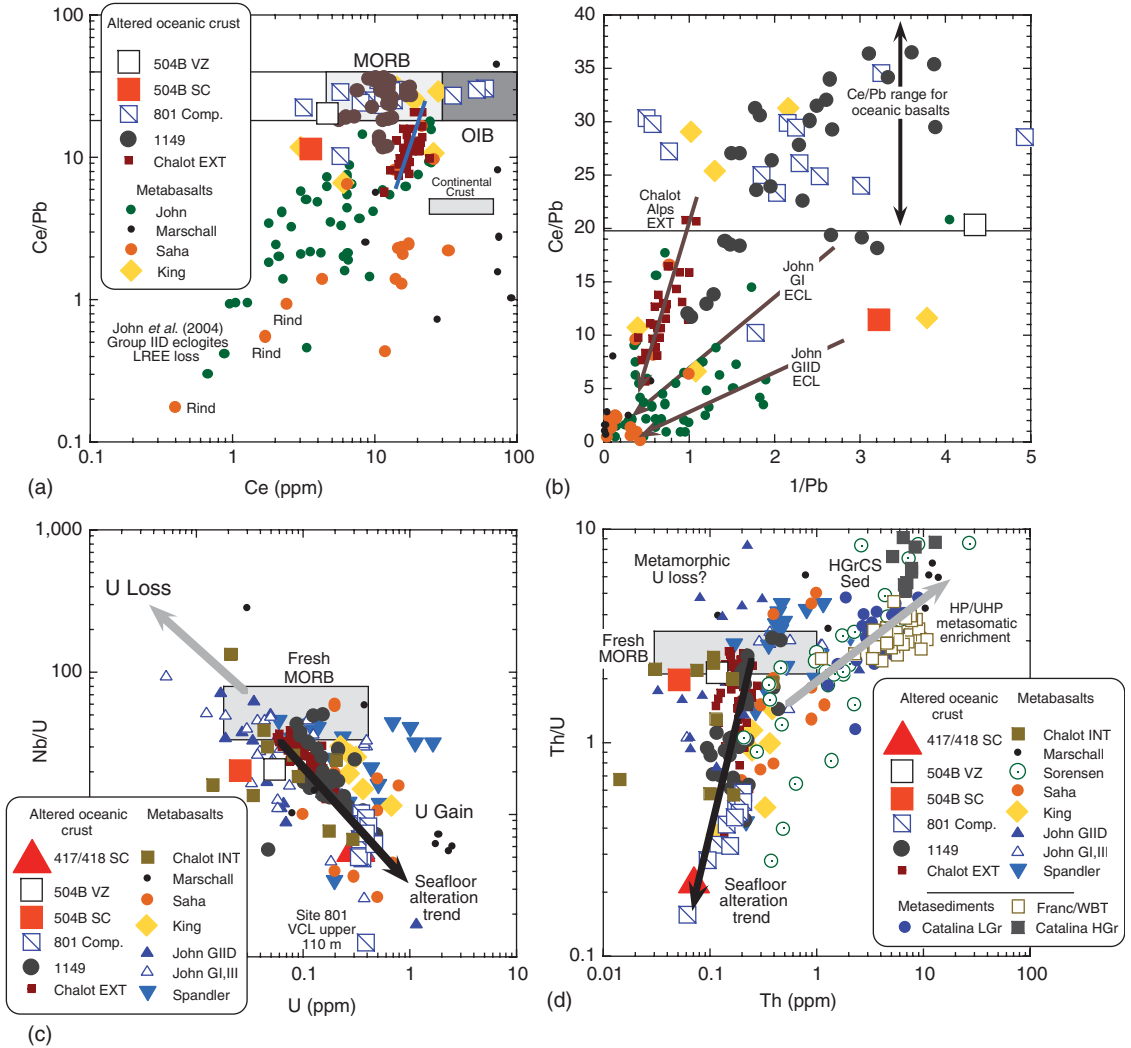 100
10
1
0.1
Ce/Pb
0.1
1
10
100
Ce (ppm)
(a)
Altered oceanic crust
504B VZ
504B SC
801 Comp.
1149
Chalot EXT
Metabasalts
John
Marschall
Saha
King
MORB
OIB
Continental
Crust
Rind
Rind
Rind
John et al. (2004)
Group IID eclogites
LREE loss
40
35
30
25
20
15
10
5
0
Ce/Pb
0
1
2
3
4
5
1/Pb
(b)
Ce/Pb range for
oceanic basalts
Chalot
Alps
EXT
John
GI
ECL
John
GIID
ECL
1,000
100
10
1
Nb/U
0.01
0.1
1
10
U (ppm)
(c)
U Loss
Fresh
MORB
U Gain
Seafloor
alteration
trend
Site 801
VCL upper
110 m
Altered oceanic
crust
417/418 SC
504B VZ
504B SC
801 Comp.
1149
Chalot EXT
Metabasalts
Chalot INT
Marschall
Saha
King
John GIID
John GI,III
Spandler
10
1
0.1
Th/U
0.01
0.1
1
10
100
Th (ppm)
(d)
Metamorphic
U loss?
HGrCS
Sed
HP/UHP
metasomatic
enrichment
Fresh
MORB
Seafloor
alteration
trend
Altered oceanic
crust
417/418 SC
504B VZ
504B SC
801 Comp.
1149
Chalot EXT
Metabasalts
Chalot INT
Marschall
Sorensen
Saha
King
John GIID
John GI,III
Spandler
Metasediments
Catalina LGr
Franc/WBT
Catalina HGr